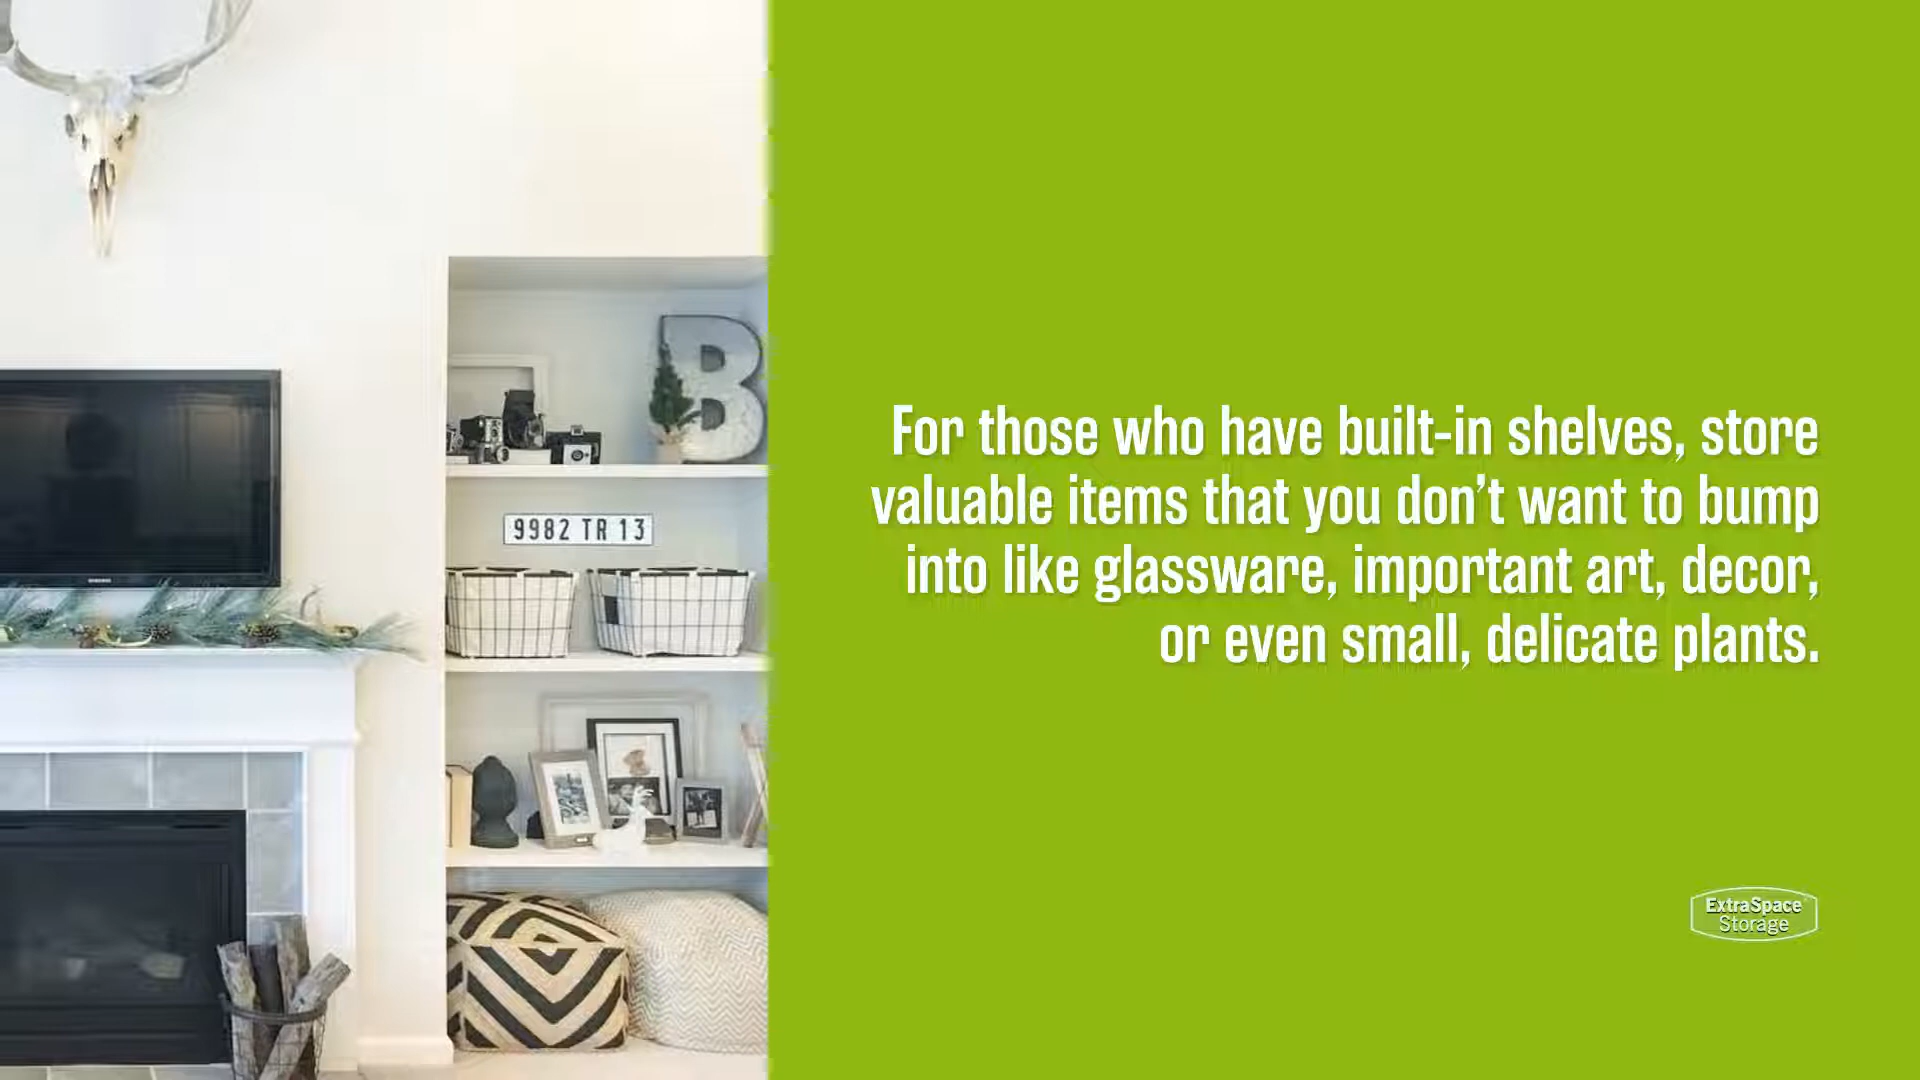 B
9982 TR 13
SAMSUNG
For those who have built-in shelves, store
valuable items that you don't want to bump
into like glassware, important art, decor,
or even small, delicate plants.
ExtraSpace
Storage